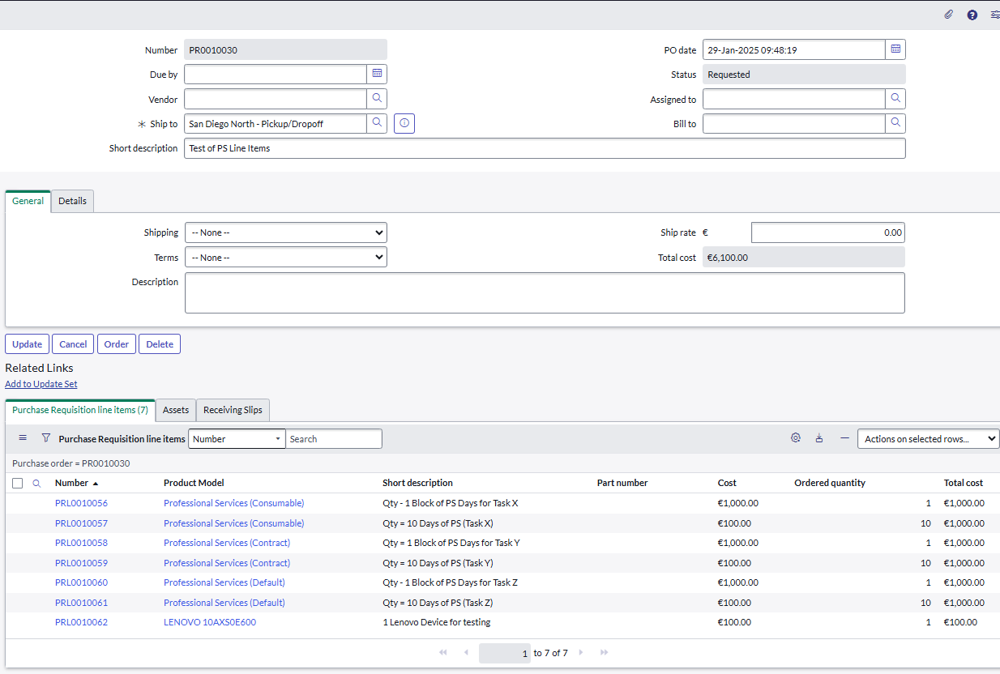 Number PR0010030 PO date 29-Jan-2025 09:48:19
Due by Status Requested
Vendor Assigned to
Ship to San Diego North - Pickup/Dropoff Bill to
Short description Test of PS Line Items
General Details
Shipping -- None -- Ship rate € 0.00
Terms -- None -- Total cost €6,100.00
Description
Update Cancel Order Delete
Related Links
Add to Update Set
Purchase Requisition line items (7) Assets Receiving Slips
Purchase Requisition line items Number Search Actions on selected rows...
Purchase order = PR0010030
Number Product Model Short description Part number Cost Ordered quantity Total cost
PRL0010056 Professional Services (Consumable) Qty - 1 Block of PS Days for Task X €1,000.00 1 €1,000.00
PRL0010057 Professional Services (Consumable) Qty = 10 Days of PS (Task X) €100.00 10 €1,000.00
PRL0010058 Professional Services (Contract) Qty = 1 Block of PS Days for Task Y €1,000.00 1 €1,000.00
PRL0010059 Professional Services (Contract) Qty = 10 Days of PS (Task Y) €100.00 10 €1,000.00
PRL0010060 Professional Services (Default) Qty - 1 Block of PS Days for Task Z €1,000.00 1 €1,000.00
PRL0010061 Professional Services (Default) Qty = 10 Days of PS (Task Z) €100.00 10 €1,000.00
PRL0010062 LENOVO 10AXS0E600 1 Lenovo Device for testing €100.00 1 €100.00
1 to 7 of 7